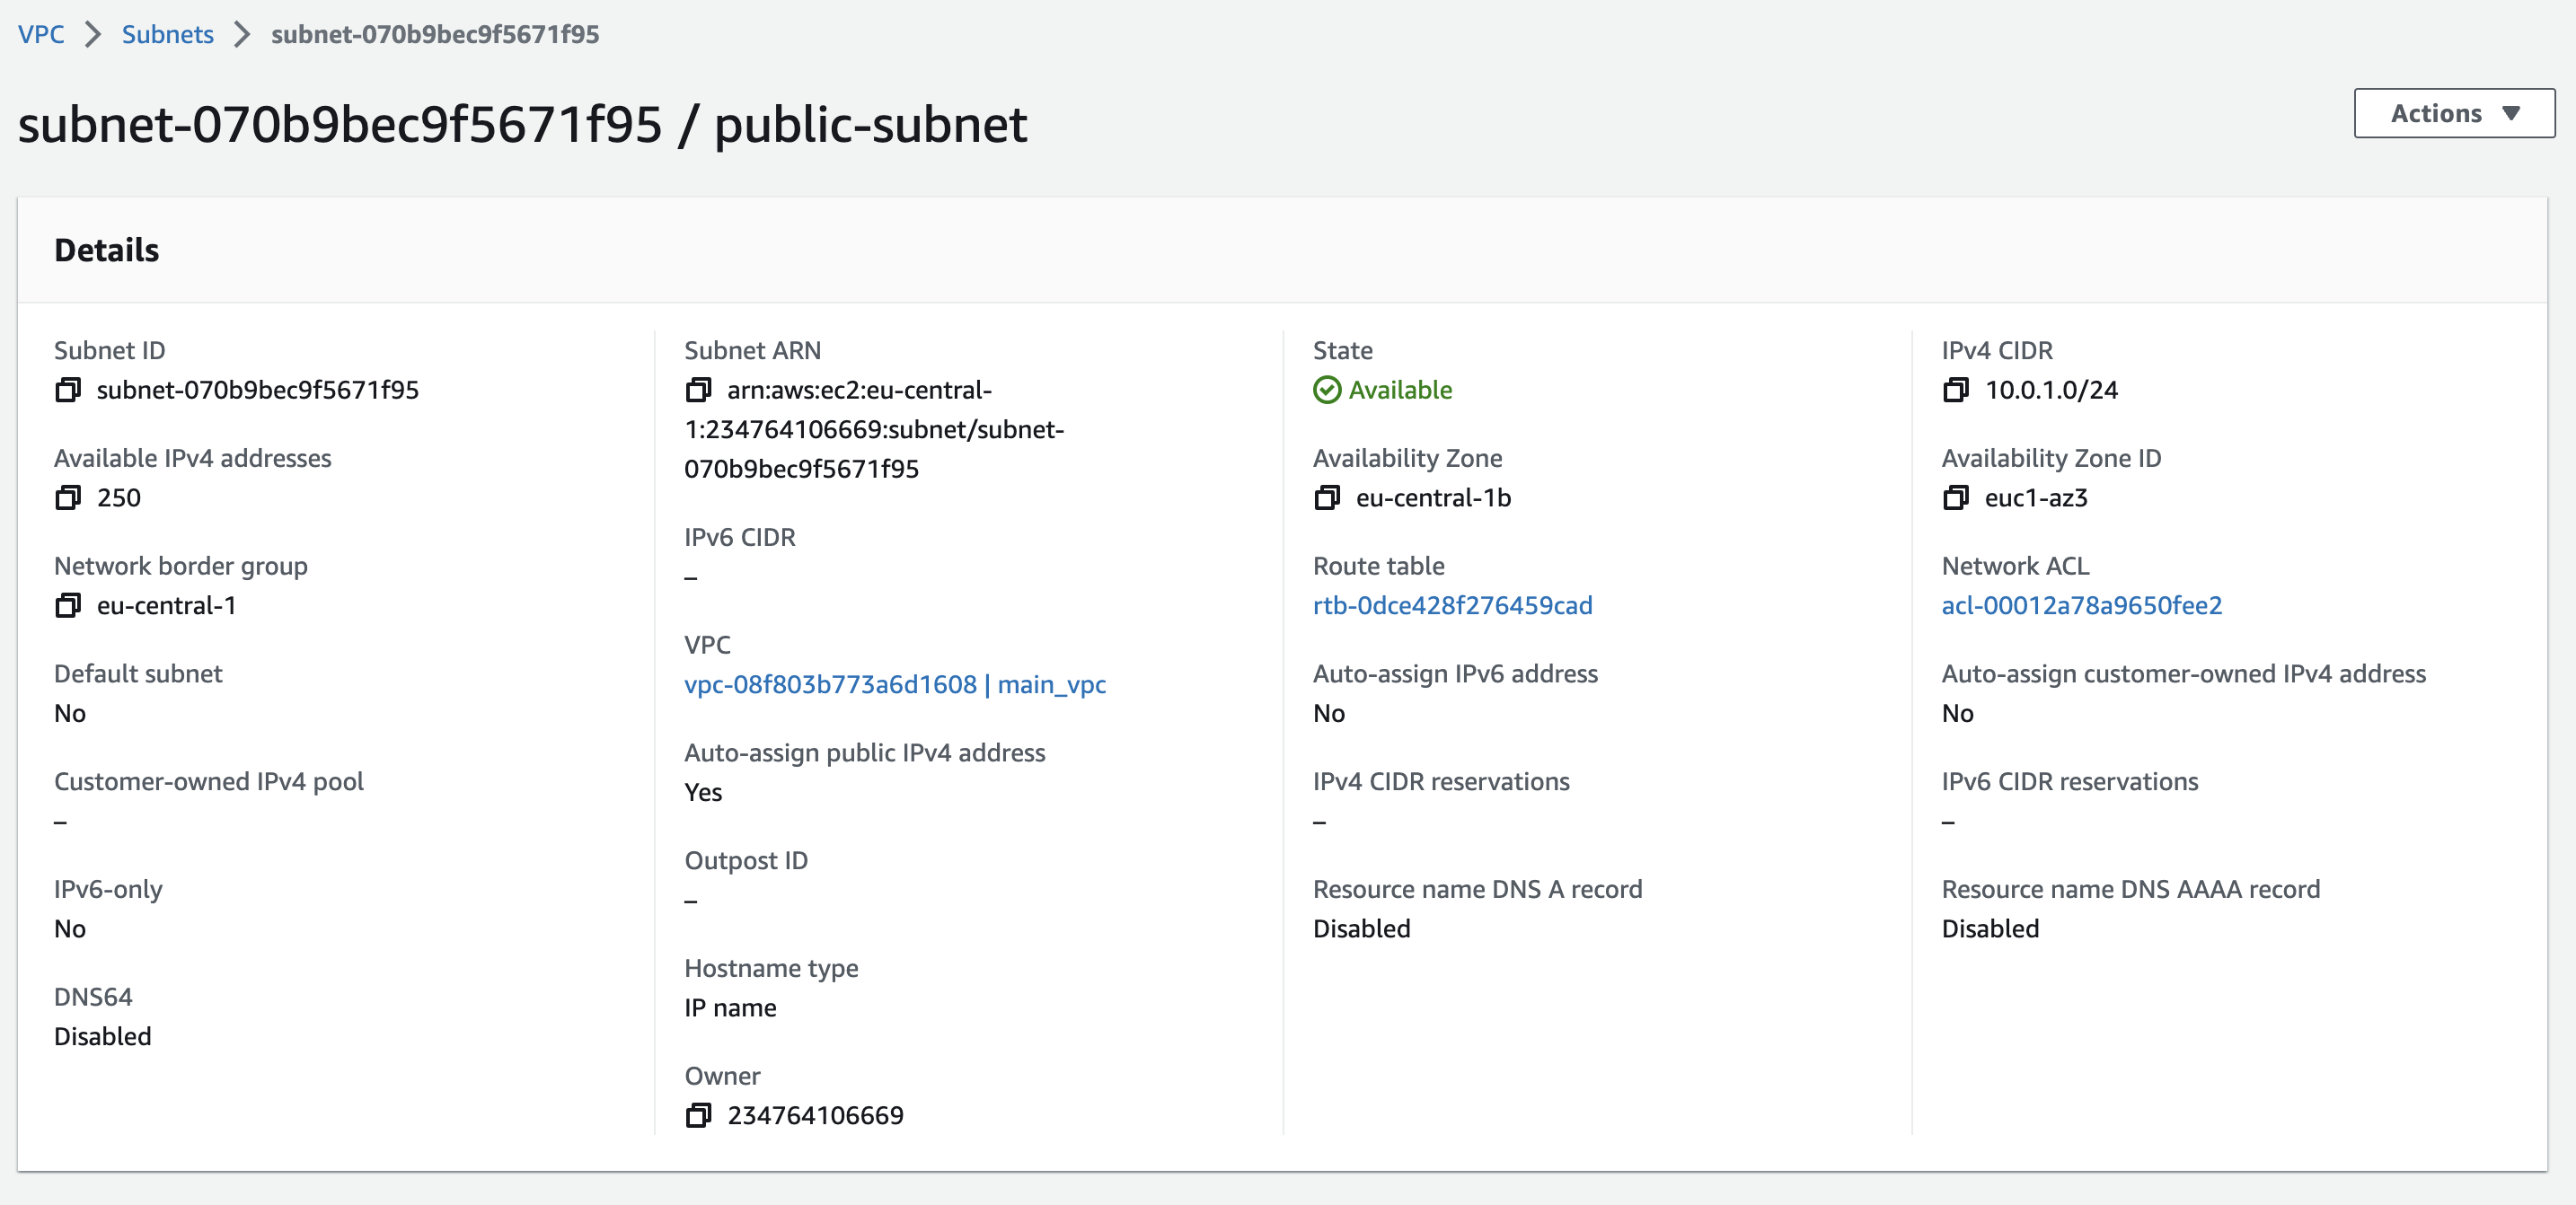 VPC > Subnets > subnet-070b9bec9f5671f95
subnet-070b9bec9f5671f95 / public-subnet
Actions
Details
Subnet ID
subnet-070b9bec9f5671f95
Available IPv4 addresses
250
Network border group
eu-central-1
Default subnet
No
Customer-owned IPv4 pool
–
IPv6-only
No
DNS64
Disabled
Subnet ARN
arn:aws:ec2:eu-central-
1:234764106669:subnet/subnet-
070b9bec9f5671f95
IPv6 CIDR
–
VPC
vpc-08f803b773a6d1608 | main_vpc
Auto-assign public IPv4 address
Yes
Outpost ID
–
Hostname type
IP name
Owner
234764106669
State
Available
Availability Zone
eu-central-1b
Route table
rtb-0dce428f276459cad
Auto-assign IPv6 address
No
IPv4 CIDR reservations
–
Resource name DNS A record
Disabled
IPv4 CIDR
10.0.1.0/24
Availability Zone ID
euc1-az3
Network ACL
acl-00012a78a9650fee2
Auto-assign customer-owned IPv4 address
No
IPv6 CIDR reservations
–
Resource name DNS AAAA record
Disabled